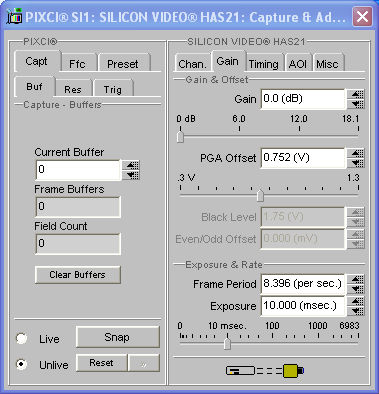 PIXCI® SI1: SILICON VIDEO® HAS21: Capture & Ad...
PIXCI®
Capt Ffc Preset
Buf Res Trig
Capture - Buffers
Current Buffer
0
Frame Buffers
0
Field Count
0
Clear Buffers
Live
Snap
Unlive
Reset »
SILICON VIDEO® HAS21
Chan. Gain Timing AOI Misc
Gain & Offset
Gain 0.0 (dB)
0 dB 6.0 12.0 18.1
PGA Offset 0.752 (V)
.3 V 1.3
Black Level 1.75 (V)
Even/Odd Offset 0.000 (mV)
Exposure & Rate
Frame Period 8.396 (per sec.)
Exposure 10.000 (msec.)
0 10 msec. 100 1000 6983